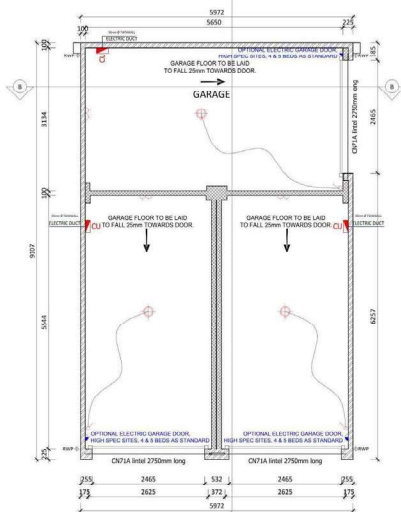 5972
100
5650
225
ELECTRIC DUCT
100
RWP
CU
OPTIONAL ELECTRIC GARAGE DOOR,
HIGH SPEC SITES, 4 & 5 BEDS AS STANDARD
RWP
GARAGE FLOOR TO BE LAID
TO FALL 25mm TOWARDS DOOR.
GARAGE
B
B
CN71A lintel 2750mm long
2465
3134
100
GARAGE FLOOR TO BE LAID
TO FALL 25mm TOWARDS DOOR.
GARAGE FLOOR TO BE LAID
TO FALL 25mm TOWARDS DOOR.
ELECTRIC DUCT
CU
CU
ELECTRIC DUCT
5544
6257
OPTIONAL ELECTRIC GARAGE DOOR,
HIGH SPEC SITES, 4 & 5 BEDS AS STANDARD
OPTIONAL ELECTRIC GARAGE DOOR,
HIGH SPEC SITES, 4 & 5 BEDS AS STANDARD
RWP
RWP
225
CN71A lintel 2750mm long
CN71A lintel 2750mm long
255
2465
532
2465
255
175
2625
372
2625
175
5972